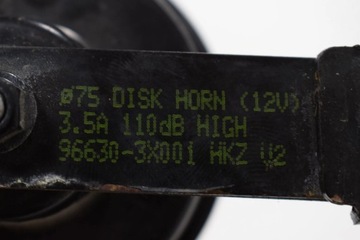 ø75 DISK HORN (12V)
3.5A 110dB HIGH
96630-3X001 HKZ V2